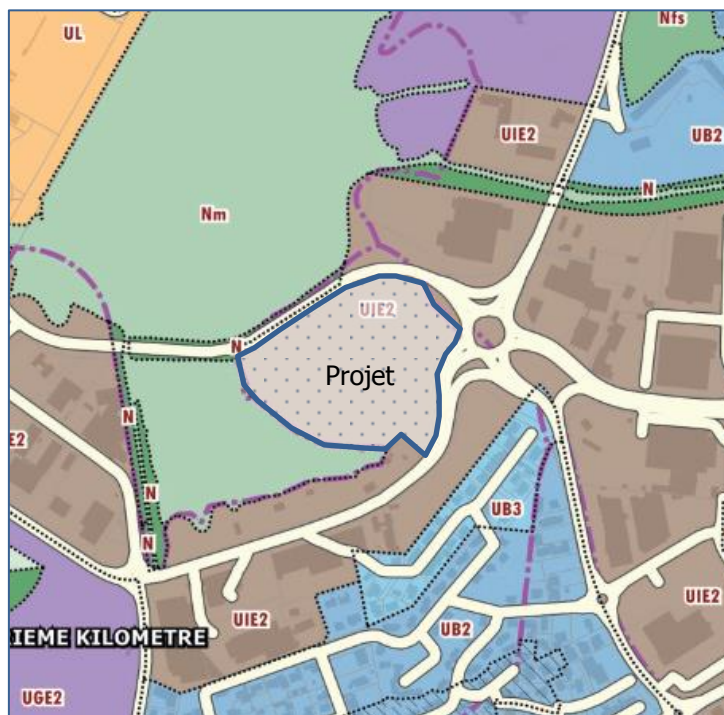 Nfs
UL
UIE2
UB2
N
Nm
UIE2
N
Projet
N
E2
N
UB3
N
UIE2
UIE2
IEME KILOMETRE
UB2
UGE2